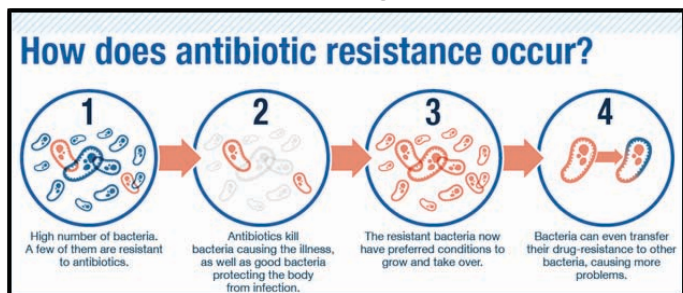 How does antibiotic resistance occur?
1
2
3
4
High number of bacteria.
A few of them are resistant
to antibiotics.
Antibiotics kill
bacteria causing the illness,
as well as good bacteria
protecting the body
from infection.
The resistant bacteria now
have preferred conditions to
grow and take over.
Bacteria can even transfer
their drug-resistance to other
bacteria, causing more
problems.